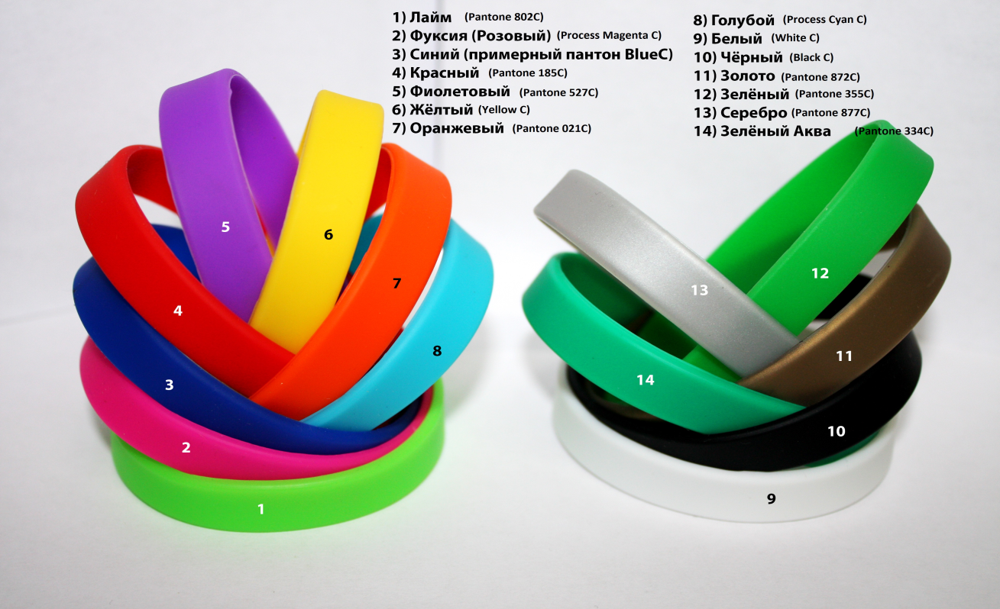 1) Лайм (Pantone 802C)
2) Фуксия (Розовый) (Process Magenta C)
3) Синий (примерный пантон BlueC)
4) Красный (Pantone 185C)
5) Фиолетовый (Pantone 527C)
6) Жёлтый (Yellow C)
7) Оранжевый (Pantone 021C)
8) Голубой (Process Cyan C)
9) Белый (White C)
10) Чёрный (Black C)
11) Золото (Pantone 872C)
12) Зелёный (Pantone 355C)
13) Серебро (Pantone 877C)
14) Зелёный Аква (Pantone 334C)
5
6
7
4
8
3
2
1
12
13
11
14
10
9